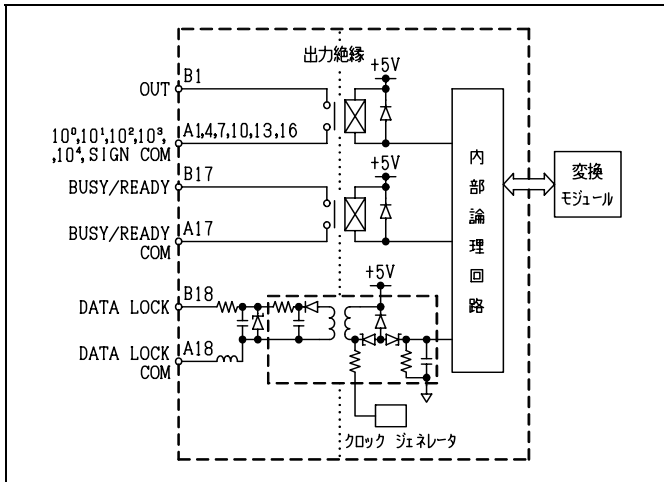 出力絶縁
+5V
OUT B1
10⁰,10¹,10²,10³, A1,4,7,10,13,16
,10⁴, SIGN COM
+5V
BUSY/READY B17
BUSY/READY A17
COM
+5V
DATA LOCK B18
DATA LOCK A18
COM
内部論理回路
変換
モジュール
クロック ジェネレータ